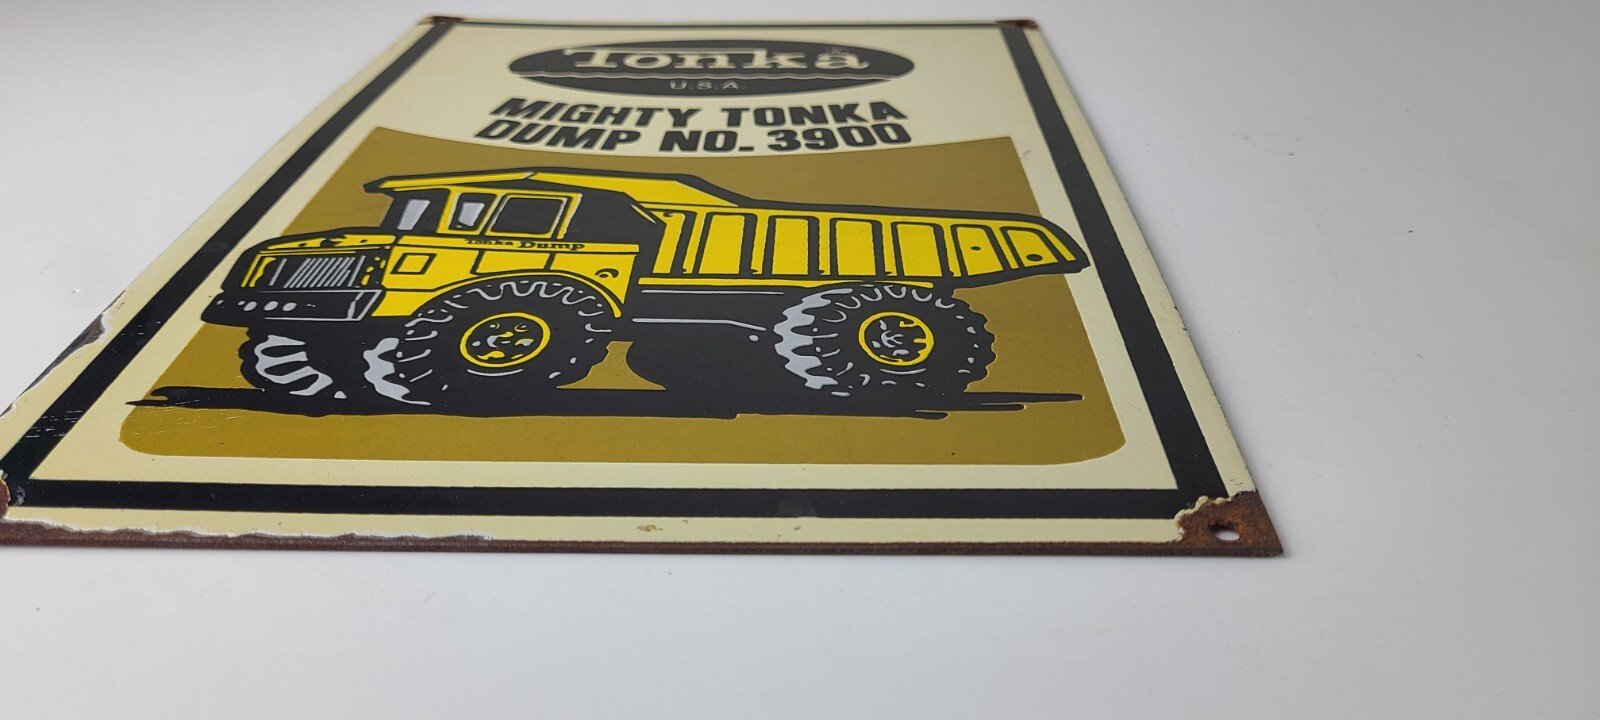 Tonka
U.S.A.
MIGHTY TONKA
DUMP NO. 3900
Tonka Dump